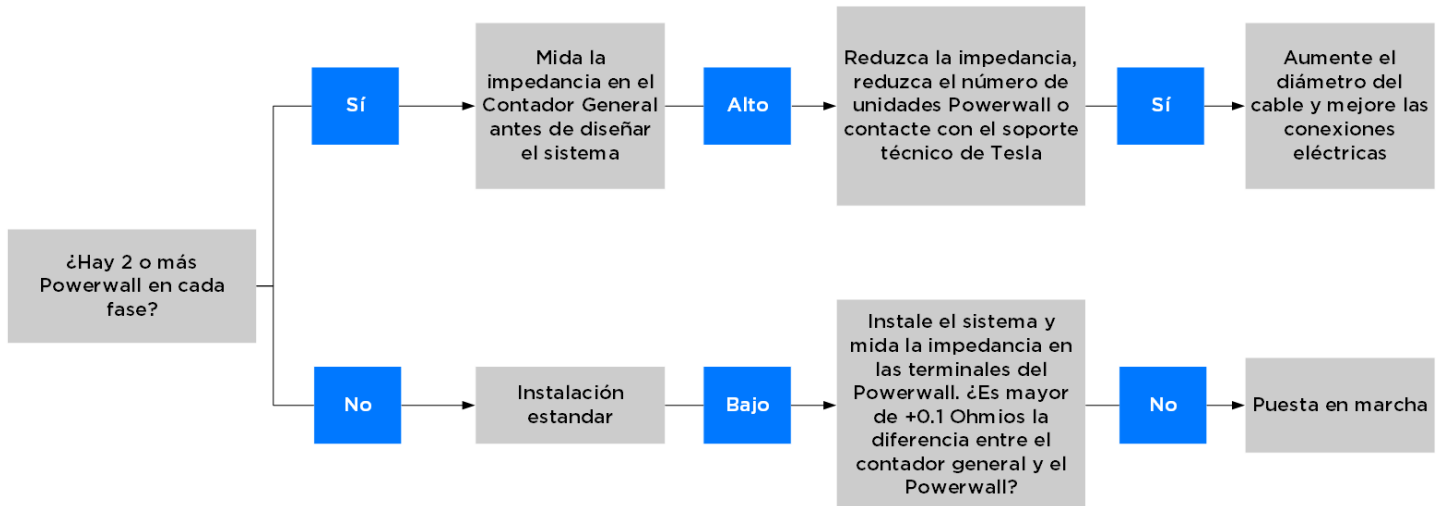 ¿Hay 2 o más
Powerwall en cada
fase?
Sí
Mida la
impedancia en el
Contador General
antes de diseñar
el sistema
Alto
Reduzca la impedancia,
reduzca el número de
unidades Powerwall o
contacte con el soporte
técnico de Tesla
Sí
Aumente el
diámetro del
cable y mejore las
conexiones
eléctricas
No
Instalación
estandar
Bajo
Instale el sistema y
mida la impedancia en
las terminales del
Powerwall. ¿Es mayor
de +0.1 Ohmios la
diferencia entre el
contador general y el
Powerwall?
No
Puesta en marcha